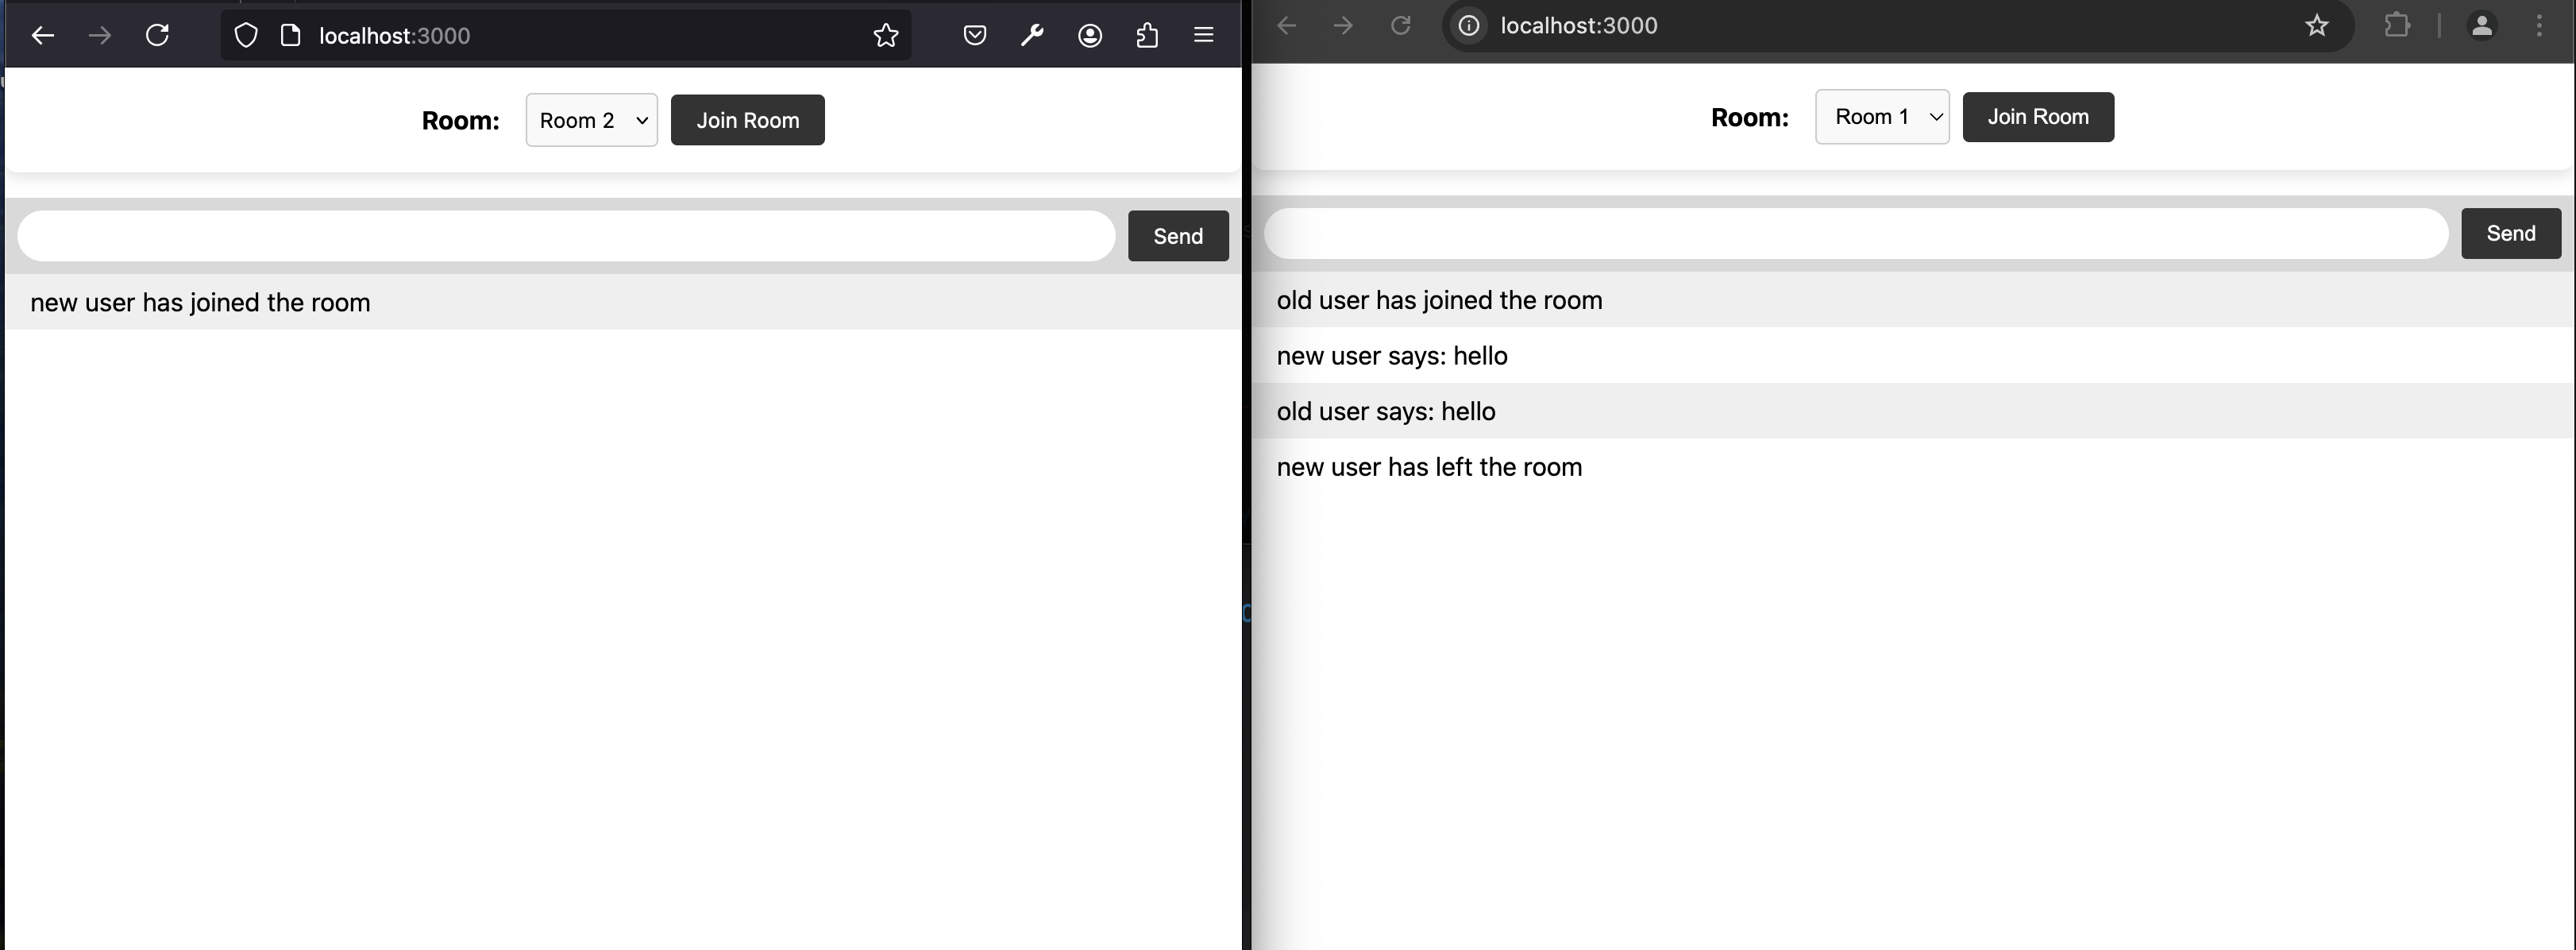 localhost:3000
Room: Room 2 Join Room
Send
new user has joined the room
localhost:3000
Room: Room 1 Join Room
Send
old user has joined the room
new user says: hello
old user says: hello
new user has left the room